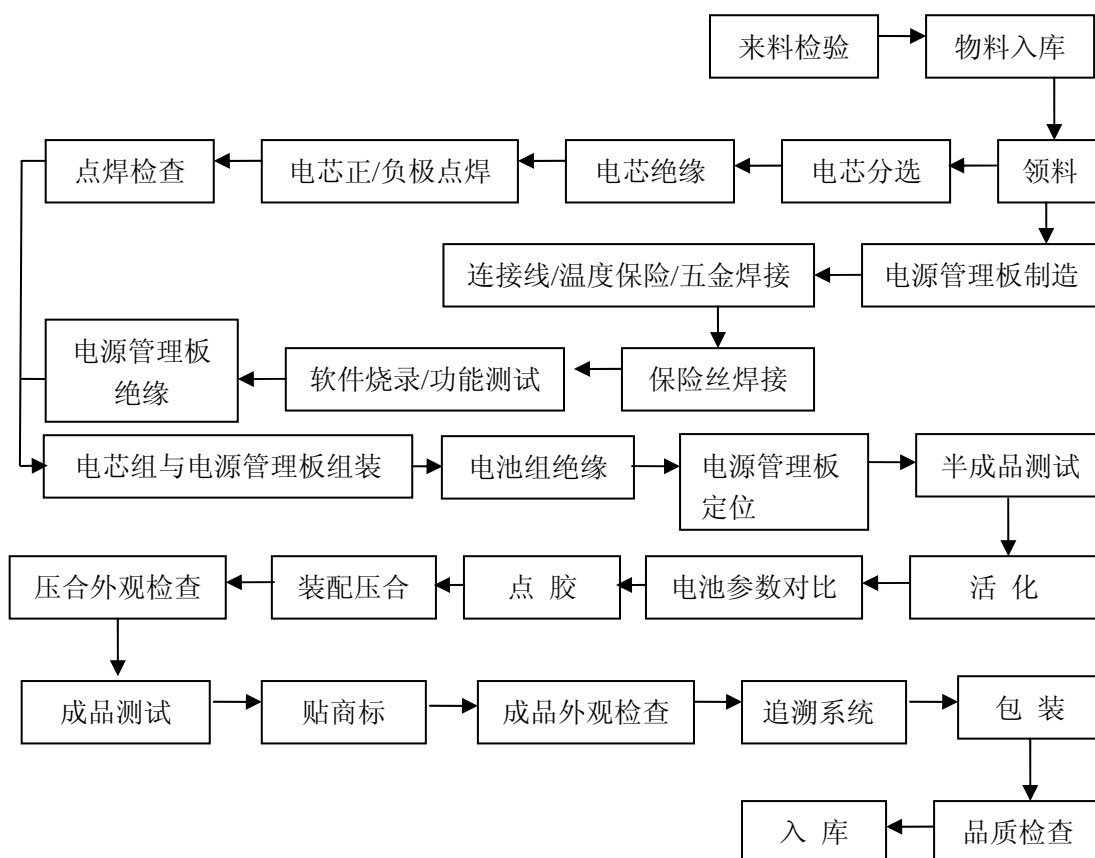 来料检验
物料入库
点焊检查
电芯正/负极点焊
电芯绝缘
电芯分选
领料
连接线/温度保险/五金焊接
电源管理板制造
电源管理板
绝缘
软件烧录/功能测试
保险丝焊接
电芯组与电源管理板组装
电池组绝缘
电源管理板
定位
半成品测试
压合外观检查
装配压合
点 胶
电池参数对比
活 化
成品测试
贴商标
成品外观检查
追溯系统
包 装
入 库
品质检查